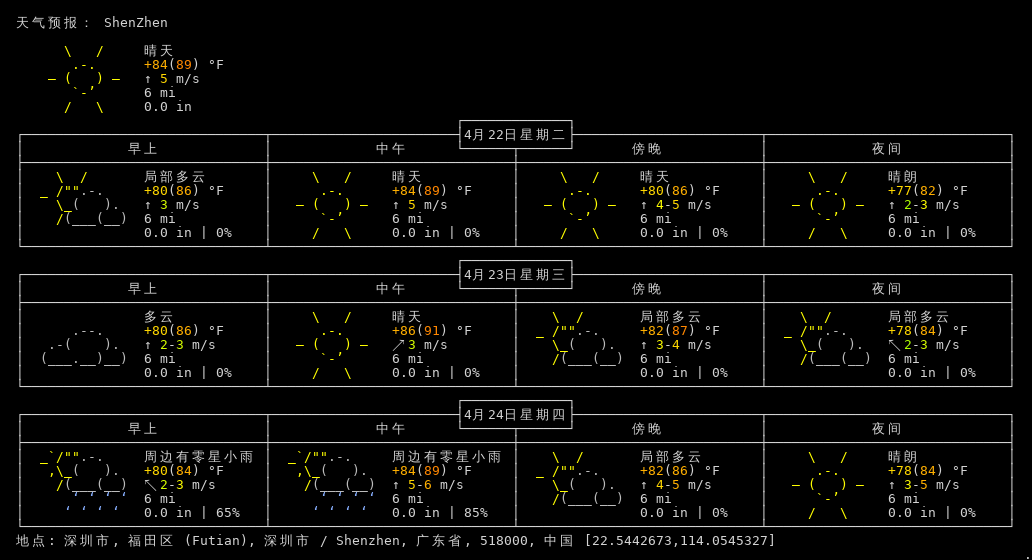 天气预报： ShenZhen
晴天
+84(89) °F
↑ 5 m/s
6 mi
0.0 in
4月22日星期二
早上 中午 傍晚 夜间
局部多云 晴天 晴天 晴朗
+80(86) °F +84(89) °F +80(86) °F +77(82) °F
↑ 3 m/s ↑ 5 m/s ↑ 4-5 m/s ↑ 2-3 m/s
6 mi 6 mi 6 mi 6 mi
0.0 in | 0% 0.0 in | 0% 0.0 in | 0% 0.0 in | 0%
4月23日星期三
早上 中午 傍晚 夜间
多云 晴天 局部多云 局部多云
+80(86) °F +86(91) °F +82(87) °F +78(84) °F
↑ 2-3 m/s ↗ 3 m/s ↑ 3-4 m/s ↖ 2-3 m/s
6 mi 6 mi 6 mi 6 mi
0.0 in | 0% 0.0 in | 0% 0.0 in | 0% 0.0 in | 0%
4月24日星期四
早上 中午 傍晚 夜间
周边有零星小雨 周边有零星小雨 局部多云 晴朗
+80(84) °F +84(89) °F +82(86) °F +78(84) °F
↖ 2-3 m/s ↑ 5-6 m/s ↑ 4-5 m/s ↑ 3-5 m/s
6 mi 6 mi 6 mi 6 mi
0.0 in | 65% 0.0 in | 85% 0.0 in | 0% 0.0 in | 0%
地点: 深圳市, 福田区 (Futian), 深圳市 / Shenzhen, 广东省, 518000, 中国 [22.5442673,114.0545327]